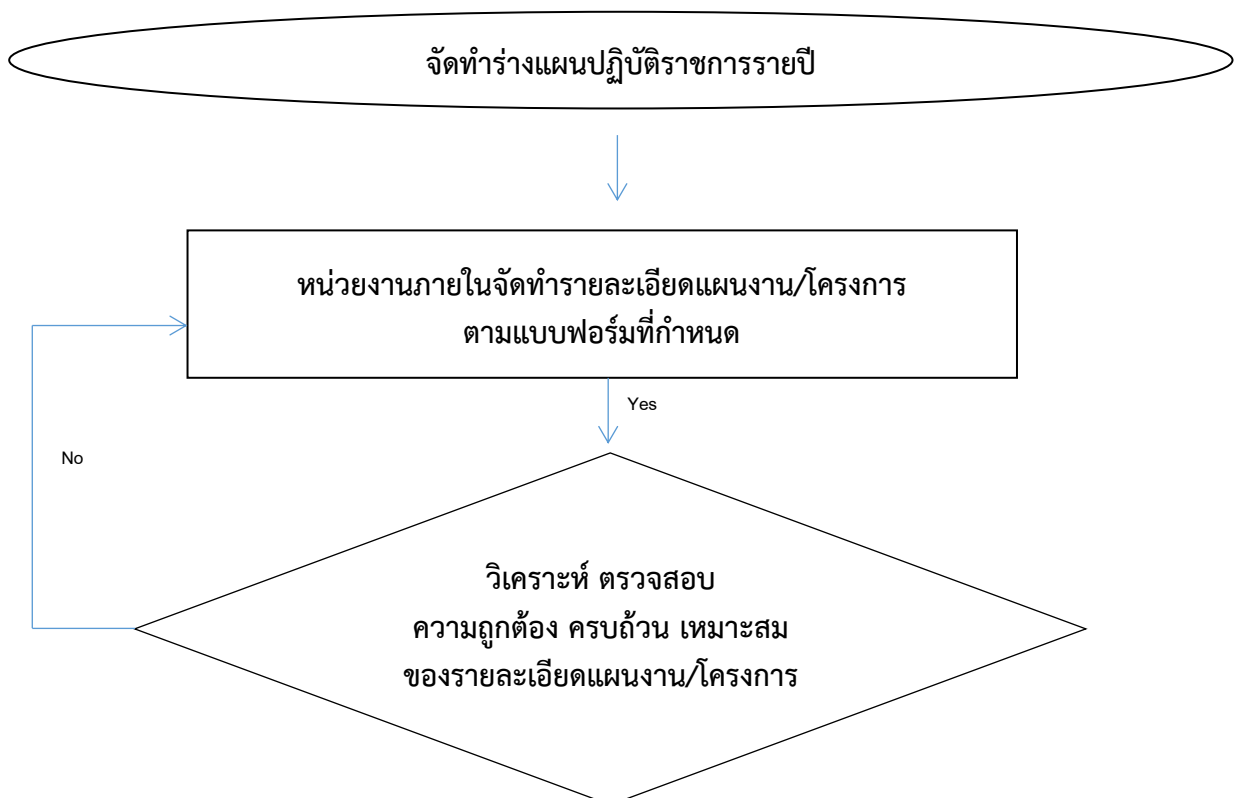 จัดทำร่างแผนปฏิบัติราชการรายปี
หน่วยงานภายในจัดทำรายละเอียดแผนงาน/โครงการ
ตามแบบฟอร์มที่กำหนด
Yes
No
วิเคราะห์ ตรวจสอบ
ความถูกต้อง ครบถ้วน เหมาะสม
ของรายละเอียดแผนงาน/โครงการ